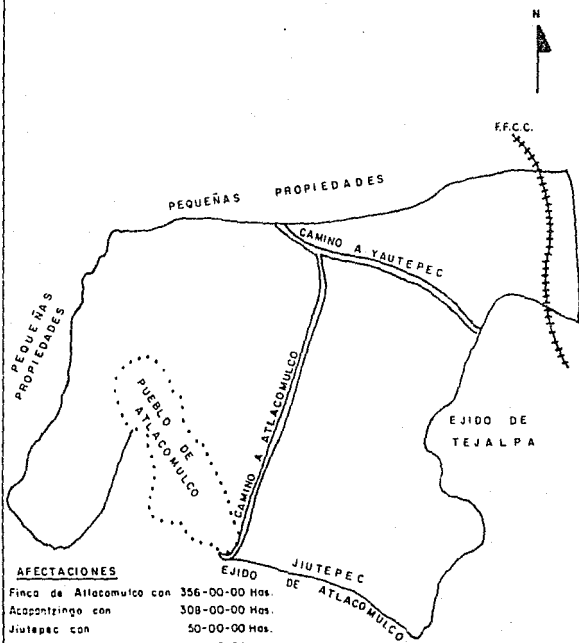 N
F.F.C.C.
PEQUEÑAS PROPIEDADES
CAMINO A YAUTEPEC
PEQUEÑAS
PROPIEDADES
PUEBLO DE
ATLACOMULCO
CAMINO A ATLACOMULCO
EJIDO DE
TEJALPA
JIUTEPEC
EJIDO DE ATLACOMULCO
AFECTACIONES
Finca de Atlacomulco con 356-00-00 Has.
Acapantzingo con 308-00-00 Has.
Jiutepec con 50-00-00 Has.